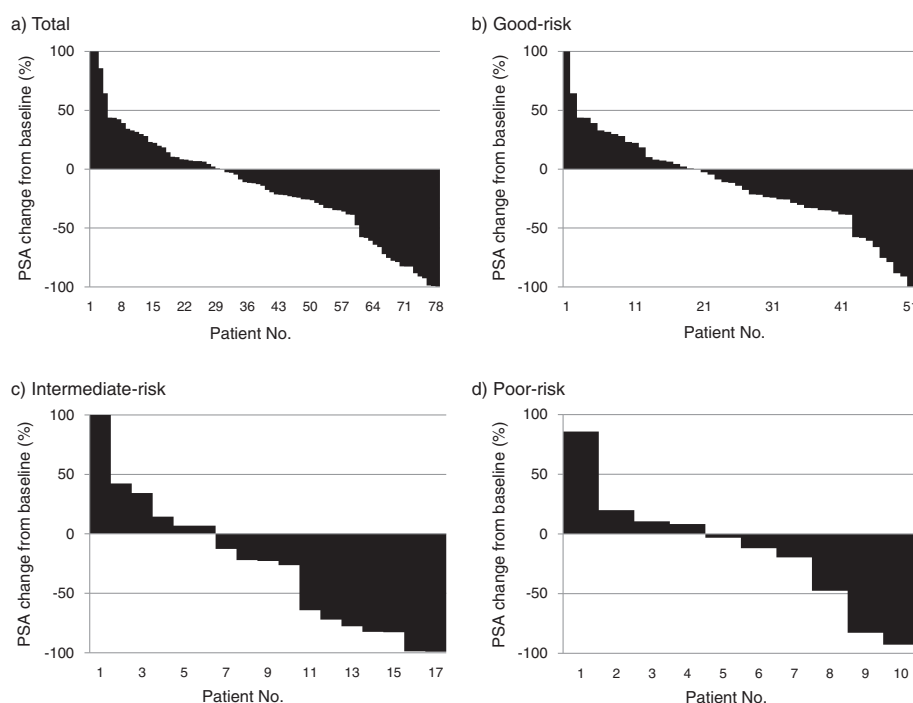 a) Total
PSA change from baseline (%)
100
50
0
-50
-100
1 8 15 22 29 36 43 50 57 64 71 78
Patient No.
b) Good-risk
PSA change from baseline (%)
100
50
0
-50
-100
1 11 21 31 41 51
Patient No.
c) Intermediate-risk
PSA change from baseline (%)
100
50
0
-50
-100
1 3 5 7 9 11 13 15 17
Patient No.
d) Poor-risk
PSA change from baseline (%)
100
50
0
-50
-100
1 2 3 4 5 6 7 8 9 10
Patient No.